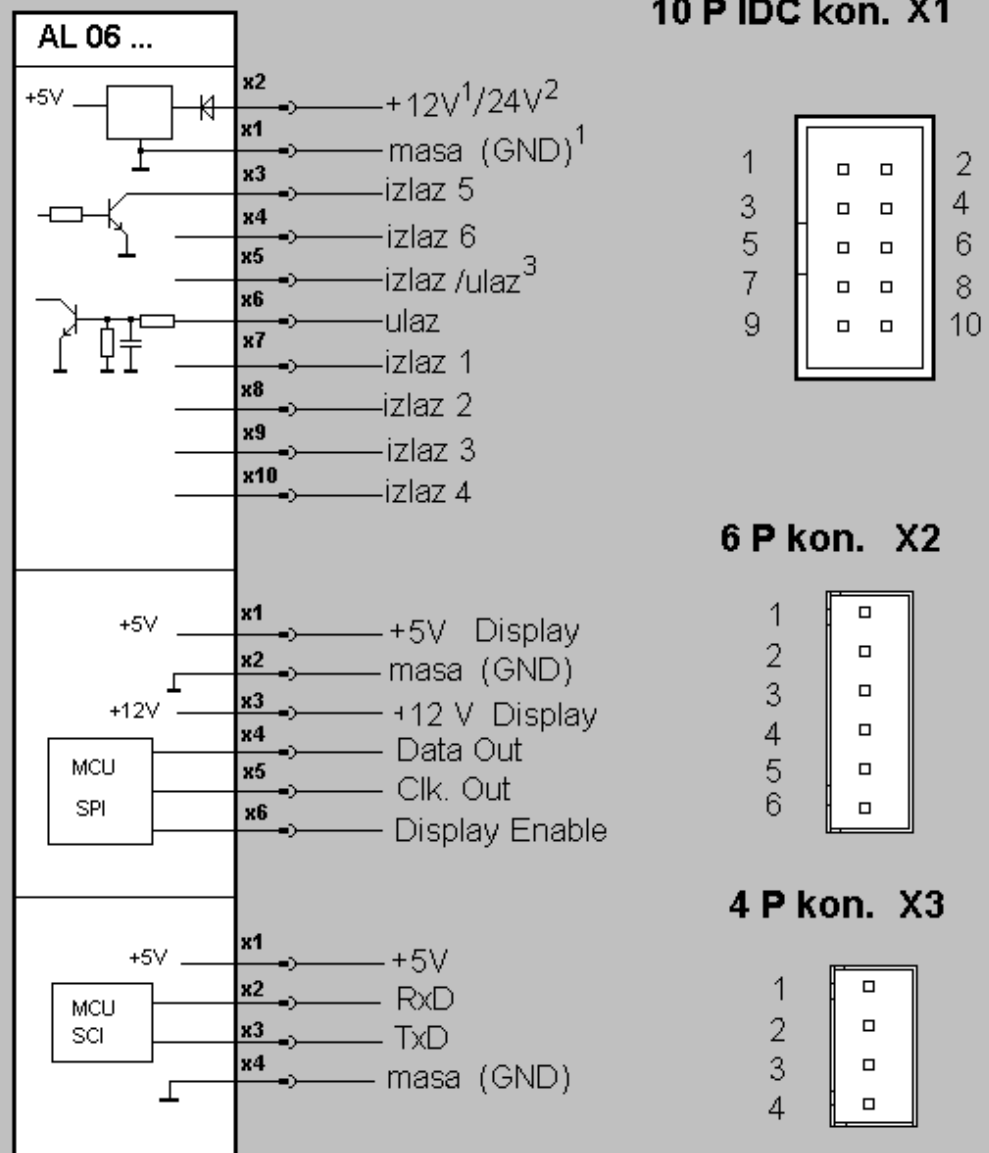 10 P IDC kon. X1
AL 06 ...
+5V
x2 +12V¹/24V²
x1 masa (GND)¹
x3 izlaz 5
x4 izlaz 6
x5 izlaz /ulaz³
x6 ulaz
x7 izlaz 1
x8 izlaz 2
x9 izlaz 3
x10 izlaz 4
1 2
3 4
5 6
7 8
9 10
6 P kon. X2
+5V x1 +5V Display
x2 masa (GND)
+12V x3 +12 V Display
x4 Data Out
MCU
x5 Clk. Out
SPI
x6 Display Enable
1
2
3
4
5
6
4 P kon. X3
+5V x1 +5V
x2 RxD
MCU
SCI
x3 TxD
x4 masa (GND)
1
2
3
4